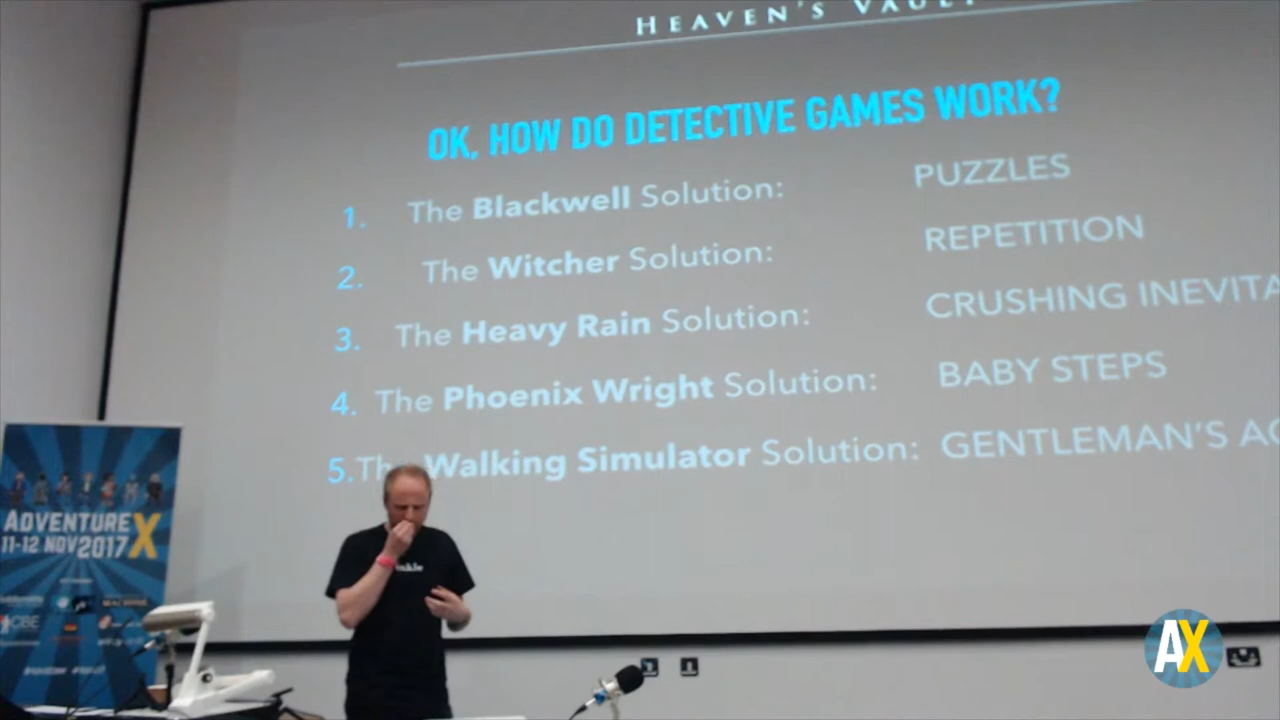 HEAVEN'S VAULT
OK, HOW DO DETECTIVE GAMES WORK?
1. The Blackwell Solution: PUZZLES
2. The Witcher Solution: REPETITION
3. The Heavy Rain Solution: CRUSHING INEVITA
4. The Phoenix Wright Solution: BABY STEPS
5. The Walking Simulator Solution: GENTLEMAN'S
ADVENTURE X
11-12 NOV 2017
inkle
AX